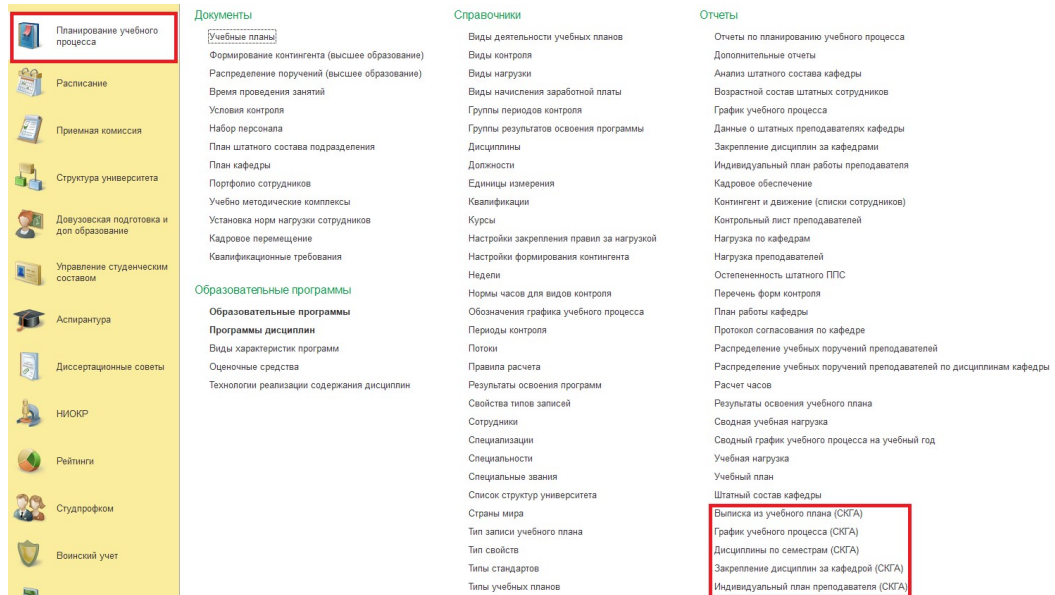 Планирование учебного
процесса
Расписание
Приемная комиссия
Структура университета
Довузовская подготовка и
доп образование
Управление студенческим
составом
Аспирантура
Диссертационные советы
НИОКР
Рейтинги
Студпрофком
Воинский учет
Документы
Учебные планы
Формирование контингента (высшее образование)
Распределение поручений (высшее образование)
Время проведения занятий
Условия контроля
Набор персонала
План штатного состава подразделения
План кафедры
Портфолио сотрудников
Учебно методические комплексы
Установка норм нагрузки сотрудников
Кадровое перемещение
Квалификационные требования
Образовательные программы
Образовательные программы
Программы дисциплин
Виды характеристик программ
Оценочные средства
Технологии реализации содержания дисциплин
Справочники
Виды деятельности учебных планов
Виды контроля
Виды нагрузки
Виды начисления заработной платы
Группы периодов контроля
Группы результатов освоения программы
Дисциплины
Должности
Единицы измерения
Квалификации
Курсы
Настройки закрепления правил за нагрузкой
Настройки формирования контингента
Недели
Нормы часов для видов контроля
Обозначения графика учебного процесса
Периоды контроля
Потоки
Правила расчета
Результаты освоения программ
Свойства типов записей
Сотрудники
Специализации
Специальности
Специальные звания
Список структур университета
Страны мира
Тип записи учебного плана
Тип свойств
Типы стандартов
Типы учебных планов
Отчеты
Отчеты по планированию учебного процесса
Дополнительные отчеты
Анализ штатного состава кафедры
Возрастной состав штатных сотрудников
График учебного процесса
Данные о штатных преподавателях кафедры
Закрепление дисциплин за кафедрами
Индивидуальный план работы преподавателя
Кадровое обеспечение
Контингент и движение (списки сотрудников)
Контрольный лист преподавателей
Нагрузка по кафедрам
Нагрузка преподавателей
Остепененность штатного ППС
Перечень форм контроля
План работы кафедры
Протокол согласования по кафедре
Распределение учебных поручений преподавателей
Распределение учебных поручений преподавателей по дисциплинам кафедры
Расчет часов
Результаты освоения учебного плана
Сводная учебная нагрузка
Сводный график учебного процесса на учебный год
Учебная нагрузка
Учебный план
Штатный состав кафедры
Выписка из учебного плана (СКГА)
График учебного процесса (СКГА)
Дисциплины по семестрам (СКГА)
Закрепление дисциплин за кафедрой (СКГА)
Индивидуальный план преподавателя (СКГА)